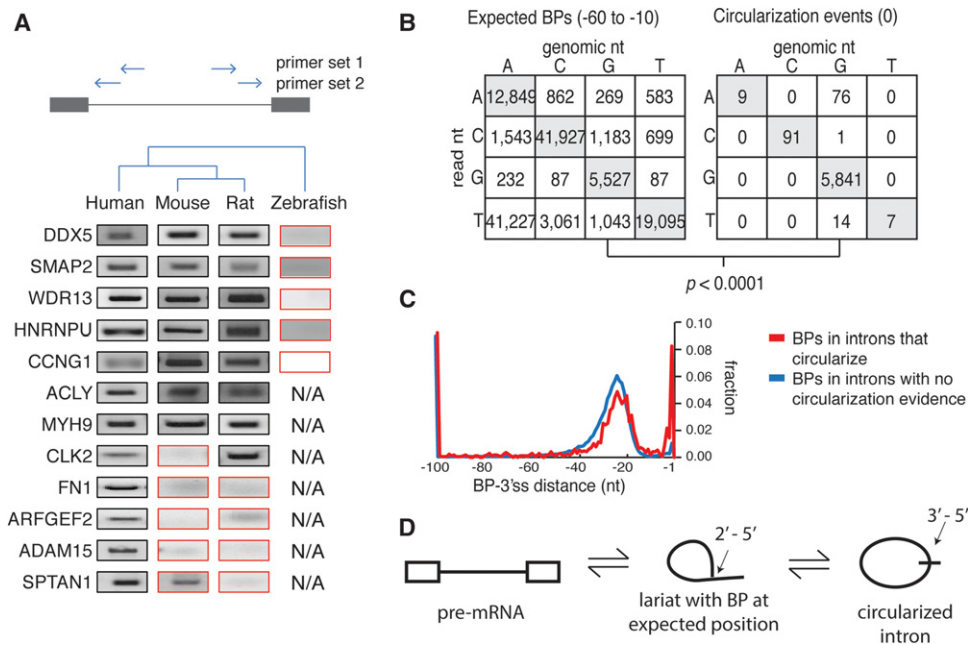 A
primer set 1
primer set 2
Human Mouse Rat Zebrafish
DDX5
SMAP2
WDR13
HNRNPU
CCNG1
ACLY N/A
MYH9 N/A
CLK2 N/A
FN1 N/A
ARFGEF2 N/A
ADAM15 N/A
SPTAN1 N/A
B
Expected BPs (-60 to -10) Circularization events (0)
genomic nt genomic nt
A C G T A C G T
read nt
A 12,849 862 269 583 A 9 0 76 0
C 1,543 41,927 1,183 699 C 0 91 1 0
G 232 87 5,527 87 G 0 0 5,841 0
T 41,227 3,061 1,043 19,095 T 0 0 14 7
p < 0.0001
C
0.10
0.08
0.06
0.04
0.02
0.00
fraction
-100 -80 -60 -40 -20 -1
BP-3'ss distance (nt)
BPs in introns that
circularize
BPs in introns with no
circularization evidence
D
2′ - 5′
3′ - 5′
pre-mRNA
lariat with BP at
expected position
circularized
intron